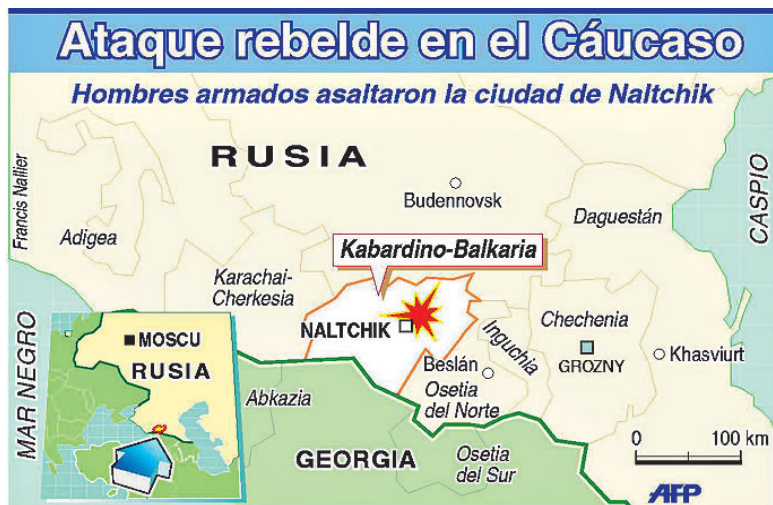 Ataque rebelde en el Cáucaso
Hombres armados asaltaron la ciudad de Naltchik
RUSIA
Francis Nallier
CASPIO
Budennovsk
Daguestán
Adigea
Kabardino-Balkaria
Karachai-
Cherkesia
NALTCHIK
Inguchia
Chechenia
GROZNY
Khasviurt
MAR NEGRO
MOSCU
RUSIA
Beslán
Osetia
del Norte
Abkazia
GEORGIA
Osetia
del Sur
0 100 km
AFP